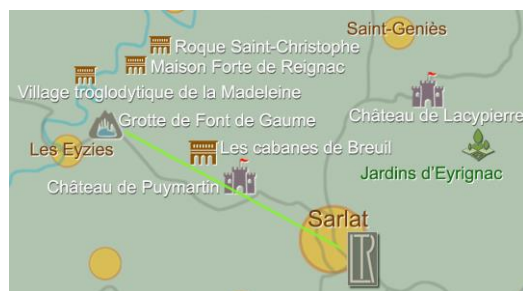 Saint-Geniès
Roque Saint-Christophe
Maison Forte de Reignac
Village troglodytique de la Madeleine
Château de Lacypierre
Grotte de Font de Gaume
Les Eyzies
Les cabanes de Breuil
Jardins d'Eyrignac
Château de Puymartin
Sarlat